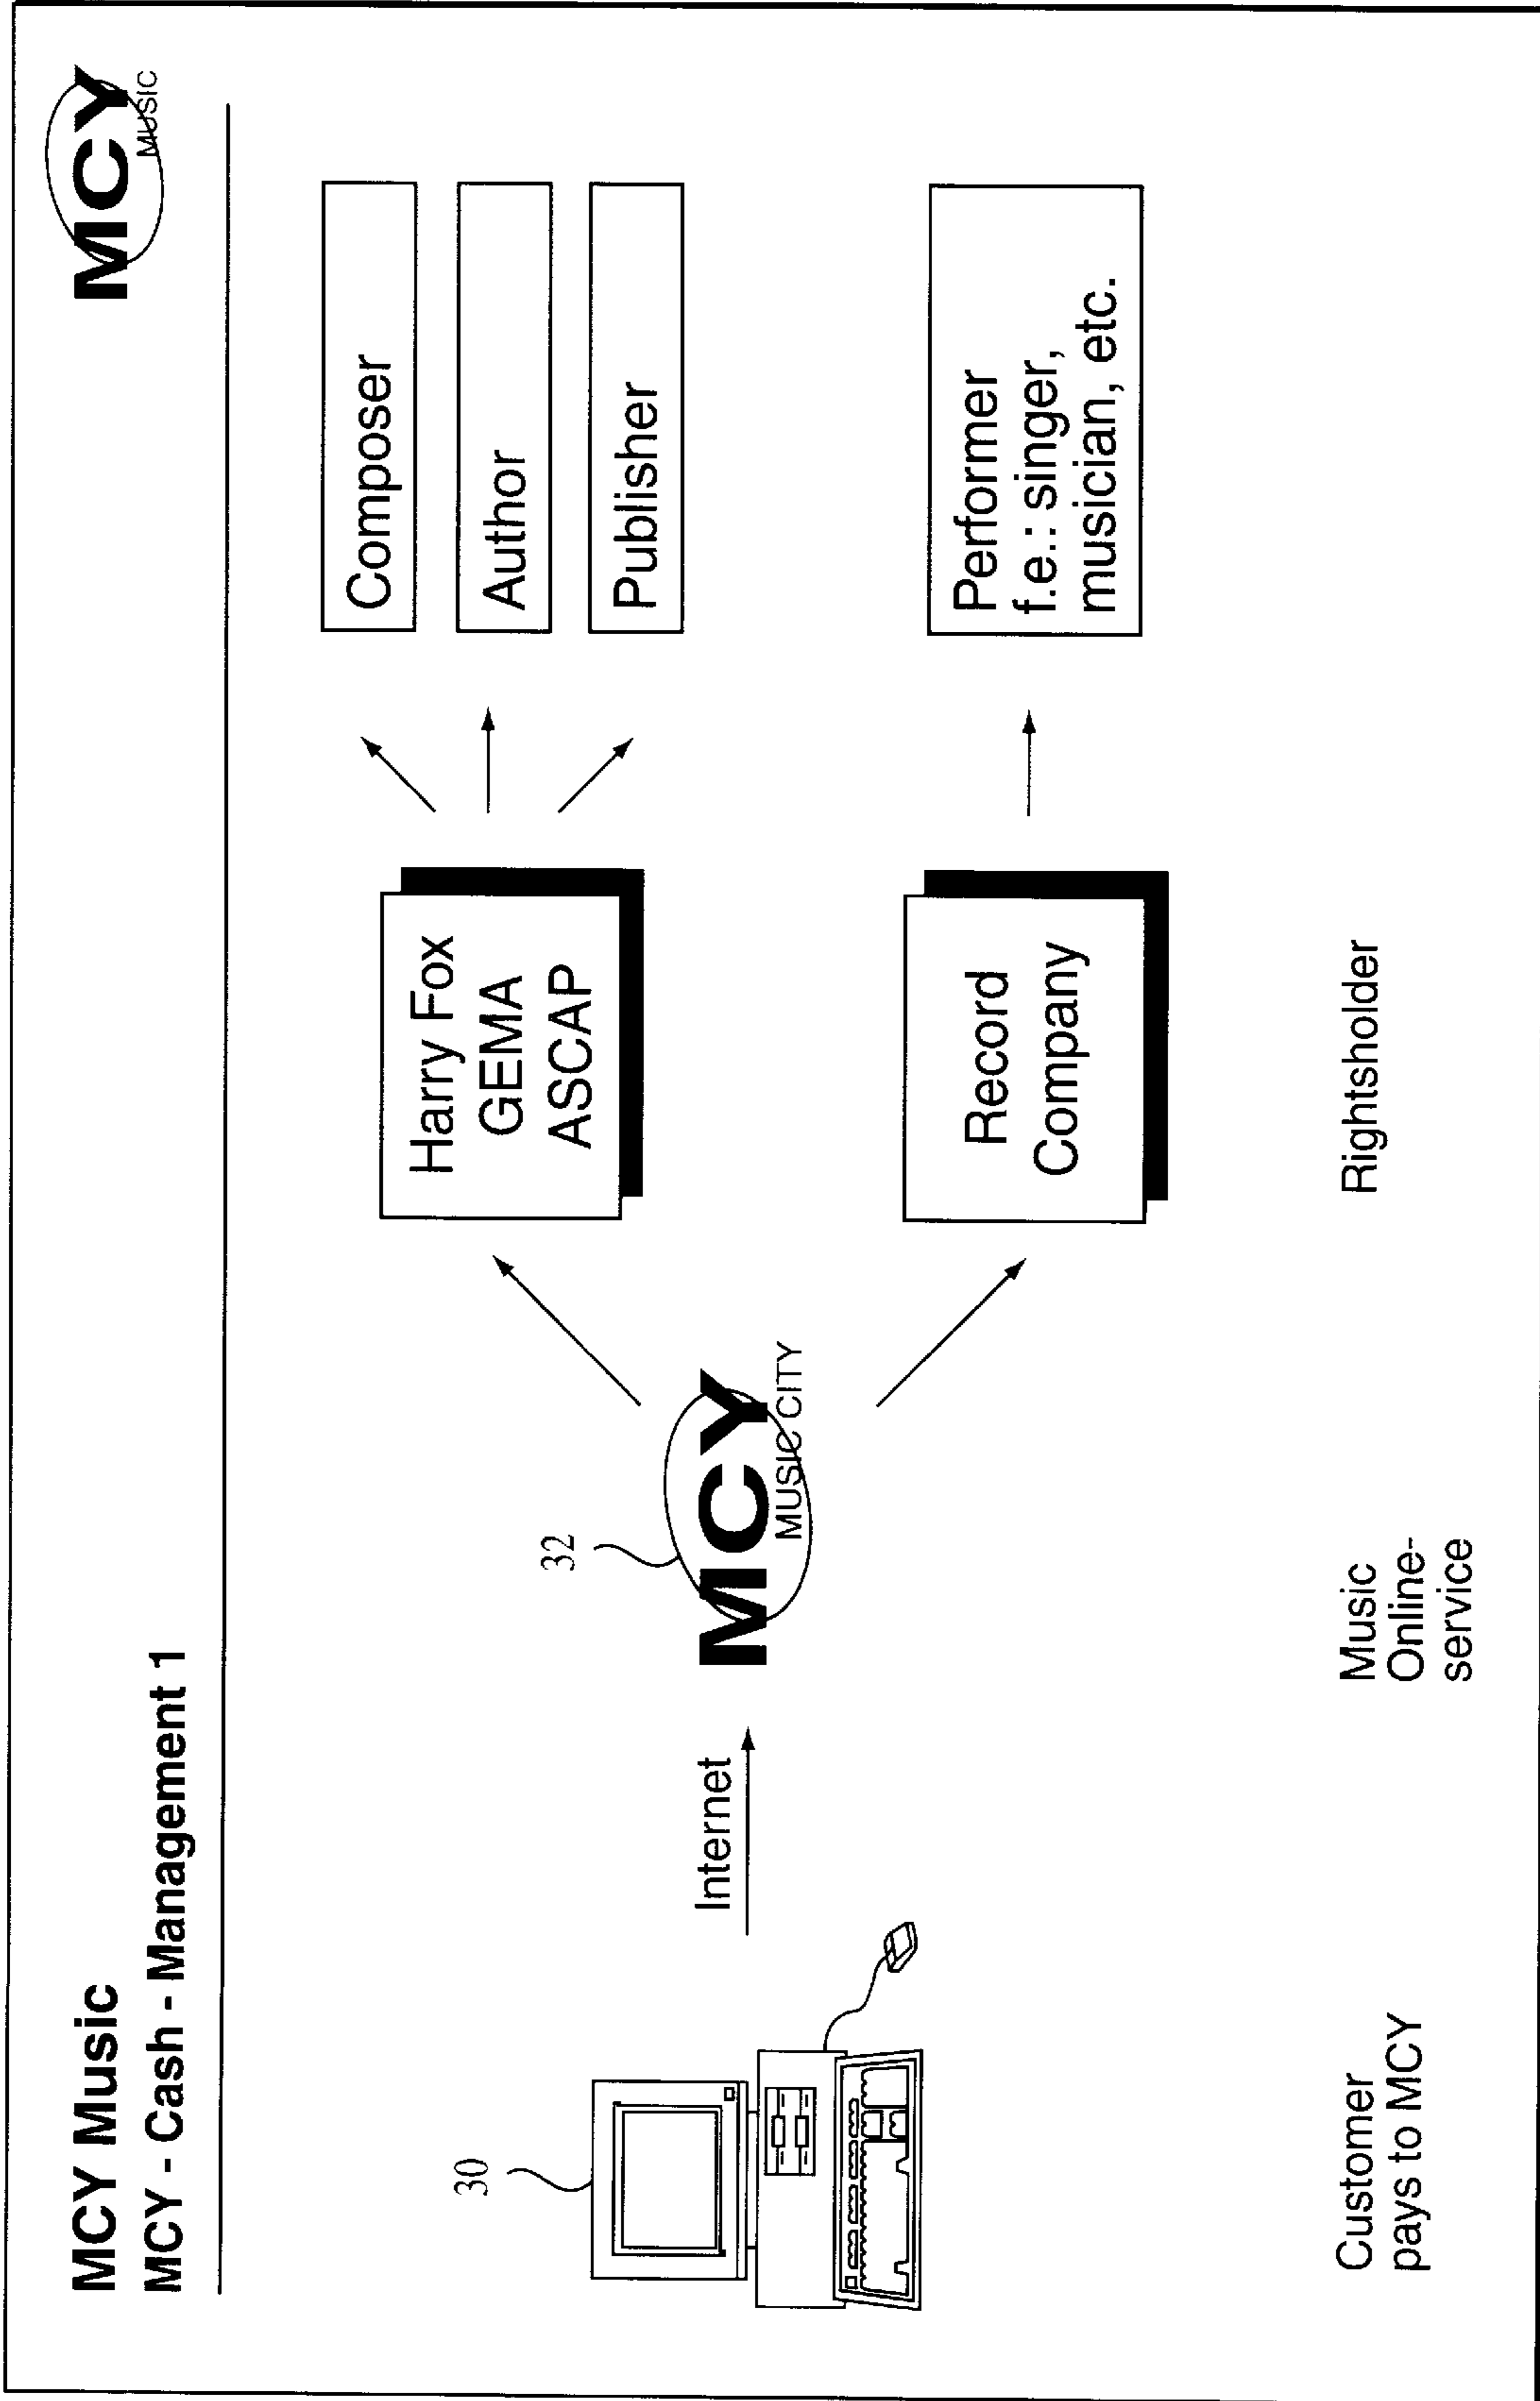 MCY Music
MCY - Cash - Management 1
MCY
MUSIC
30
Internet
32
MCY
MUSIC CITY
Harry Fox
GEMA
ASCAP
Record
Company
Composer
Author
Publisher
Performer
f.e.: singer,
musician, etc.
Customer
pays to MCY
Music
Online-
service
Rightsholder